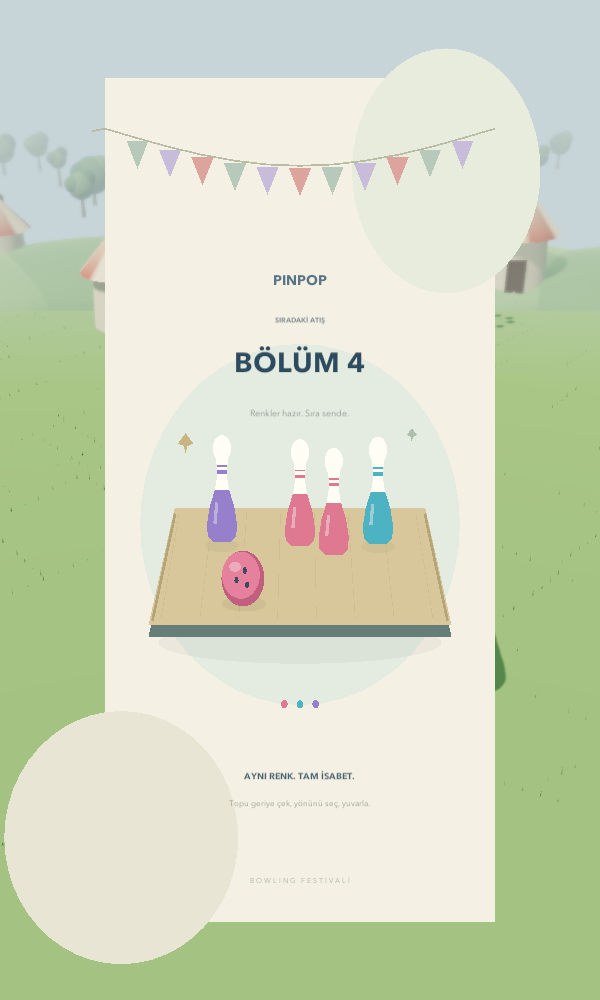 PINPOP
SIRADAKİ ATIŞ
BÖLÜM 4
Renkler hazır. Sıra sende.
AYNI RENK. TAM İSABET.
Topu geriye çek, yönünü seç, yuvarla.
BOWLING FESTİVALİ